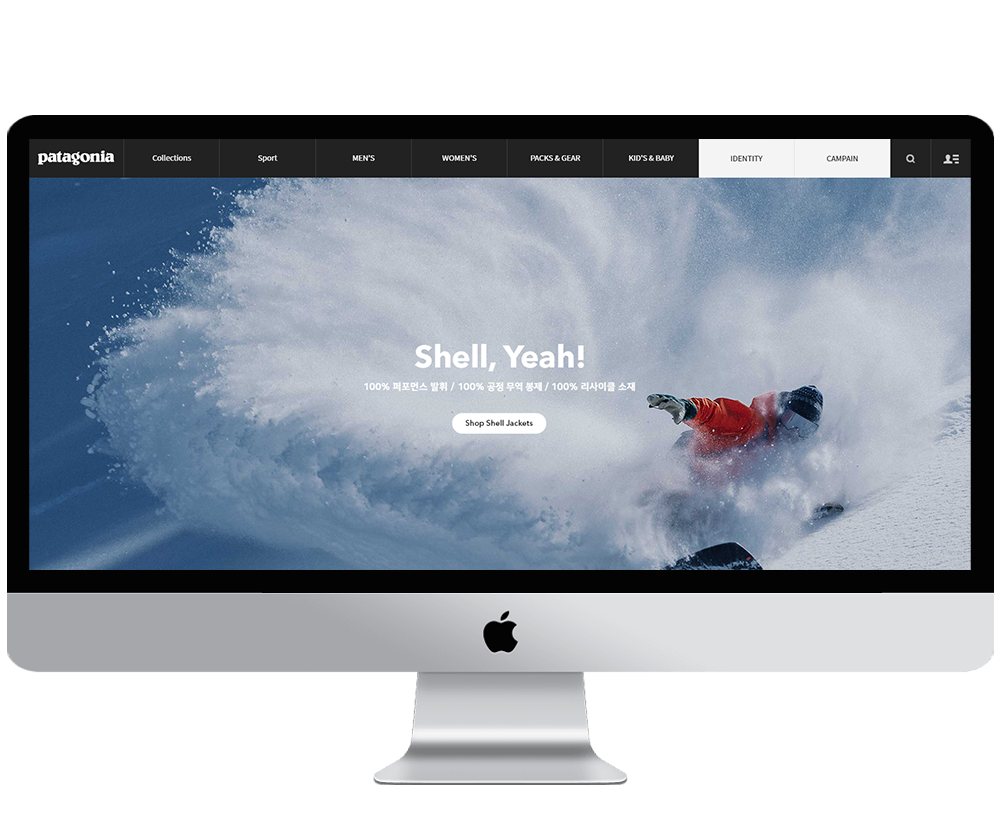 patagonia Collections Sport MEN'S WOMEN'S PACKS & GEAR KID'S & BABY IDENTITY CAMPAIN
Shell, Yeah!
100% 퍼포먼스 발휘 / 100% 공정 무역 봉제 / 100% 리사이클 소재
Shop Shell Jackets